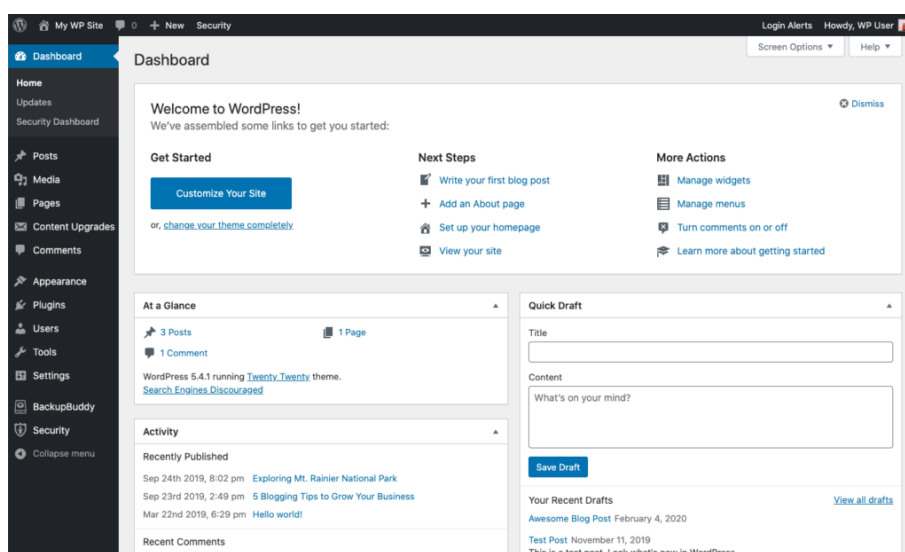 My WP Site 0 + New Security Login Alerts Howdy, WP User
Dashboard
Home
Updates
Security Dashboard
Posts
Media
Pages
Content Upgrades
Comments
Appearance
Plugins
Users
Tools
Settings
BackupBuddy
Security
Collapse menu
Screen Options ▼ Help ▼
Dashboard
Welcome to WordPress!
Dismiss
We've assembled some links to get you started:
Get Started
Customize Your Site
or, change your theme completely
Next Steps
Write your first blog post
Add an About page
Set up your homepage
View your site
More Actions
Manage widgets
Manage menus
Turn comments on or off
Learn more about getting started
At a Glance
3 Posts
1 Page
1 Comment
WordPress 5.4.1 running Twenty Twenty theme.
Search Engines Discouraged
Activity
Recently Published
Sep 24th 2019, 8:02 pm Exploring Mt. Rainier National Park
Sep 23rd 2019, 2:49 pm 5 Blogging Tips to Grow Your Business
Mar 22nd 2019, 6:29 pm Hello world!
Recent Comments
Quick Draft
Title
Content
What's on your mind?
Save Draft
Your Recent Drafts View all drafts
Awesome Blog Post February 4, 2020
Test Post November 11, 2019
This is a test post. Look what's new in WordPress